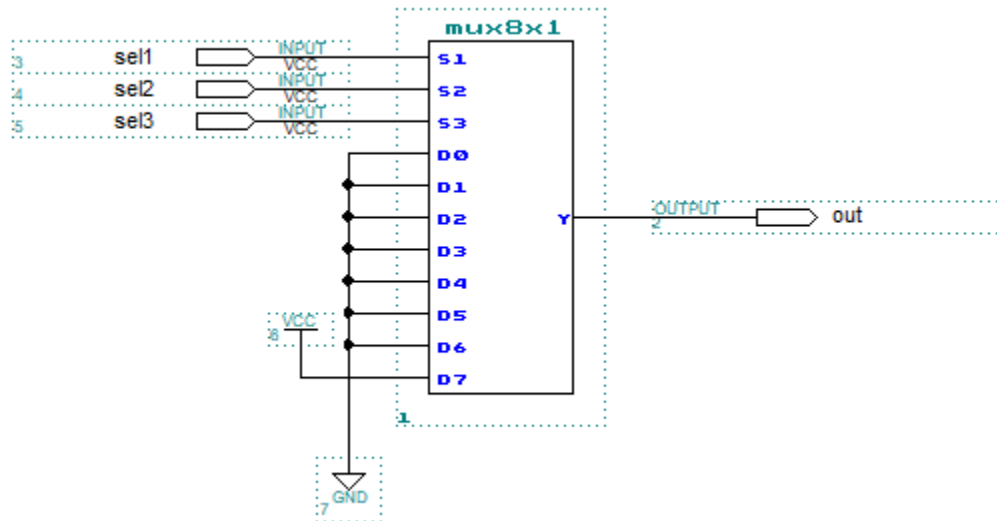 mux8x1
3 sel1 INPUT VCC S1
4 sel2 INPUT VCC S2
5 sel3 INPUT VCC S3
D0
D1
D2
Y OUTPUT 2 out
D3
D4
D5
8 VCC
D6
D7
1
7 GND